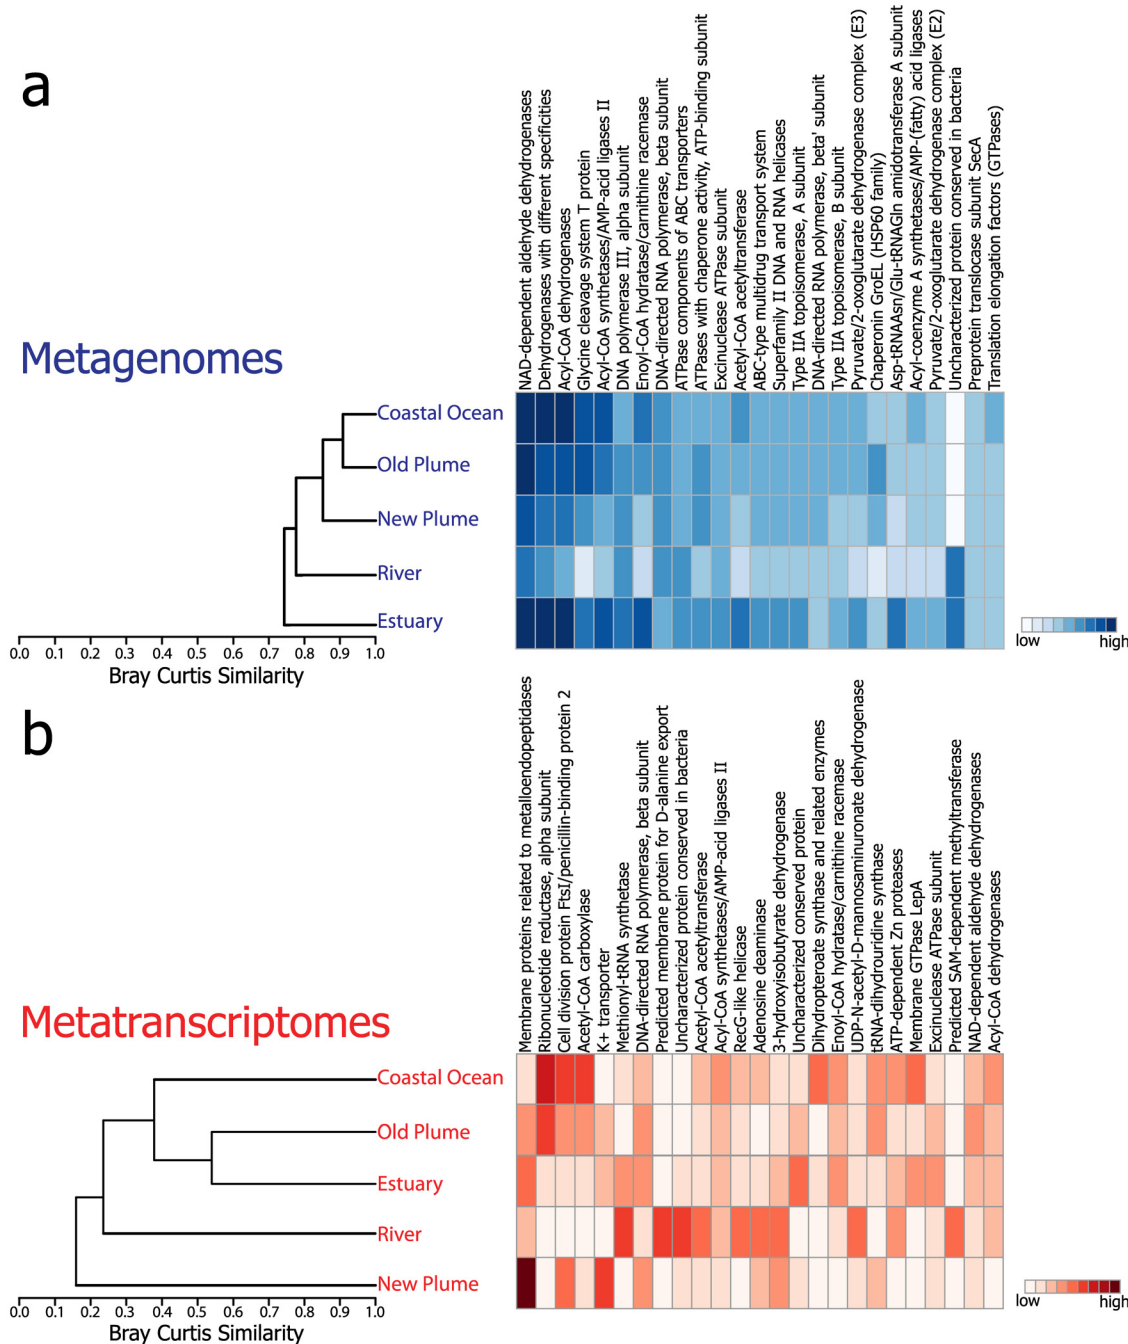 a
NAD-dependent aldehyde dehydrogenases
Dehydrogenases with different specificities
Acyl-CoA dehydrogenases
Glycine cleavage system T protein
Acyl-CoA synthetases/AMP-acid ligases II
DNA polymerase III, alpha subunit
Enoyl-CoA hydratase/carnithine racemase
DNA-directed RNA polymerase, beta subunit
ATPase components of ABC transporters
ATPases with chaperone activity, ATP-binding subunit
Excinuclease ATPase subunit
Acetyl-CoA acetyltransferase
ABC-type multidrug transport system
Superfamily II DNA and RNA helicases
Type IIA topoisomerase, A subunit
DNA-directed RNA polymerase, beta' subunit
Type IIA topoisomerase, B subunit
Pyruvate/2-oxoglutarate dehydrogenase complex (E3)
Chaperonin GroEL (HSP60 family)
Asp-tRNAAsn/Glu-tRNAGln amidotransferase A subunit
Acyl-coenzyme A synthetases/AMP-(fatty) acid ligases
Pyruvate/2-oxoglutarate dehydrogenase complex (E2)
Uncharacterized protein conserved in bacteria
Preprotein translocase subunit SecA
Translation elongation factors (GTPases)
Metagenomes
Coastal Ocean
Old Plume
New Plume
River
Estuary
0.0 0.1 0.2 0.3 0.4 0.5 0.6 0.7 0.8 0.9 1.0
Bray Curtis Similarity
low high
b
Membrane proteins related to metalloendopeptidases
Ribonucleotide reductase, alpha subunit
Cell division protein FtsI/penicillin-binding protein 2
Acetyl-CoA carboxylase
K+ transporter
Methionyl-tRNA synthetase
DNA-directed RNA polymerase, beta subunit
Predicted membrane protein for D-alanine export
Uncharacterized protein conserved in bacteria
Acetyl-CoA acetyltransferase
Acyl-CoA synthetases/AMP-acid ligases II
RecG-like helicase
Adenosine deaminase
3-hydroxyisobutyrate dehydrogenase
Uncharacterized conserved protein
Dihydropteroate synthase and related enzymes
Enoyl-CoA hydratase/carnithine racemase
UDP-N-acetyl-D-mannosaminuronate dehydrogenase
tRNA-dihydrouridine synthase
ATP-dependent Zn proteases
Membrane GTPase LepA
Excinuclease ATPase subunit
Predicted SAM-dependent methyltransferase
NAD-dependent aldehyde dehydrogenases
Acyl-CoA dehydrogenases
Metatranscriptomes
Coastal Ocean
Old Plume
Estuary
River
New Plume
0.0 0.1 0.2 0.3 0.4 0.5 0.6 0.7 0.8 0.9 1.0
Bray Curtis Similarity
low high